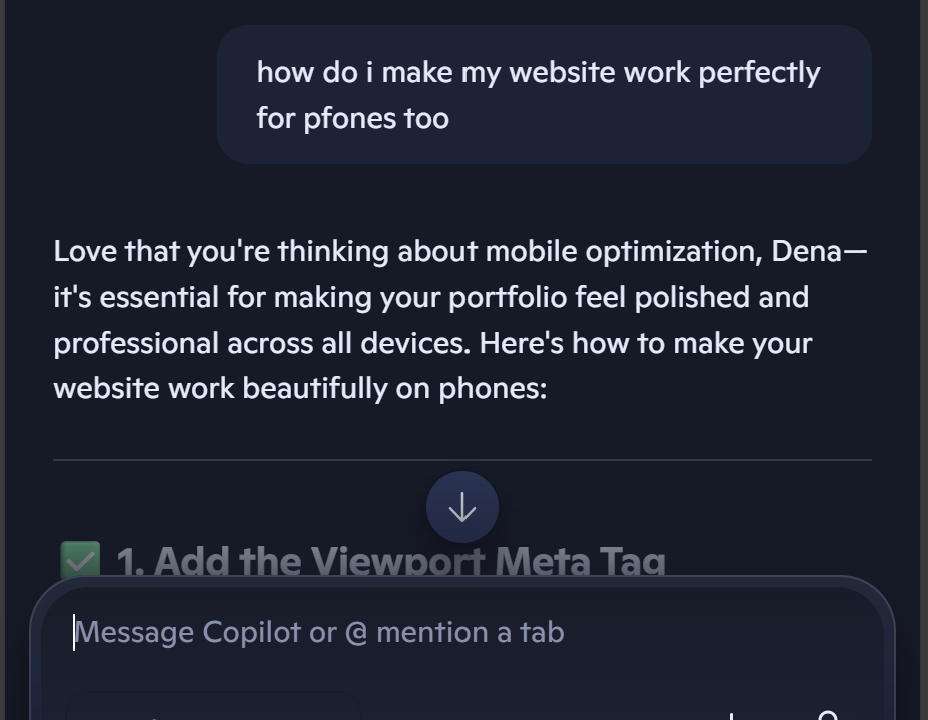 how do i make my website work perfectly
for pfones too
Love that you're thinking about mobile optimization, Dena—
it's essential for making your portfolio feel polished and
professional across all devices. Here's how to make your
website work beautifully on phones:
✅ 1. Add the Viewport Meta Tag
Message Copilot or @ mention a tab